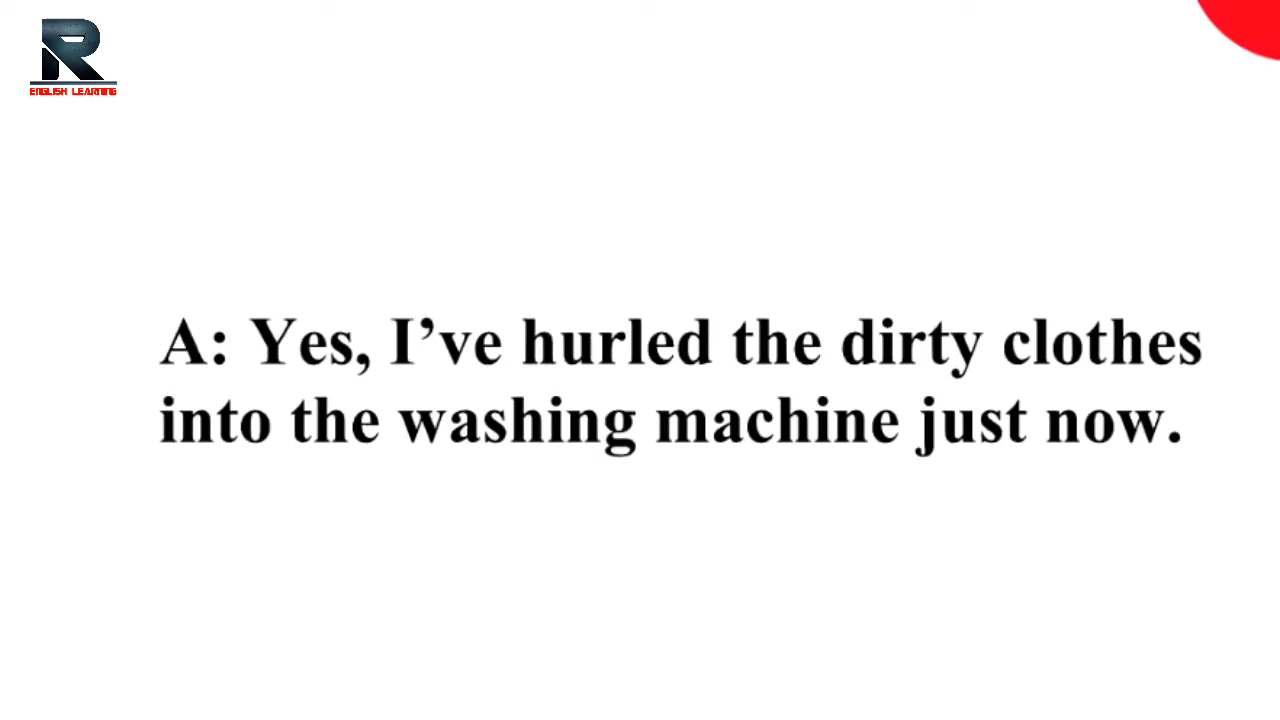 R
ENGLISH LEARNING
A: Yes, I’ve hurled the dirty clothes
into the washing machine just now.